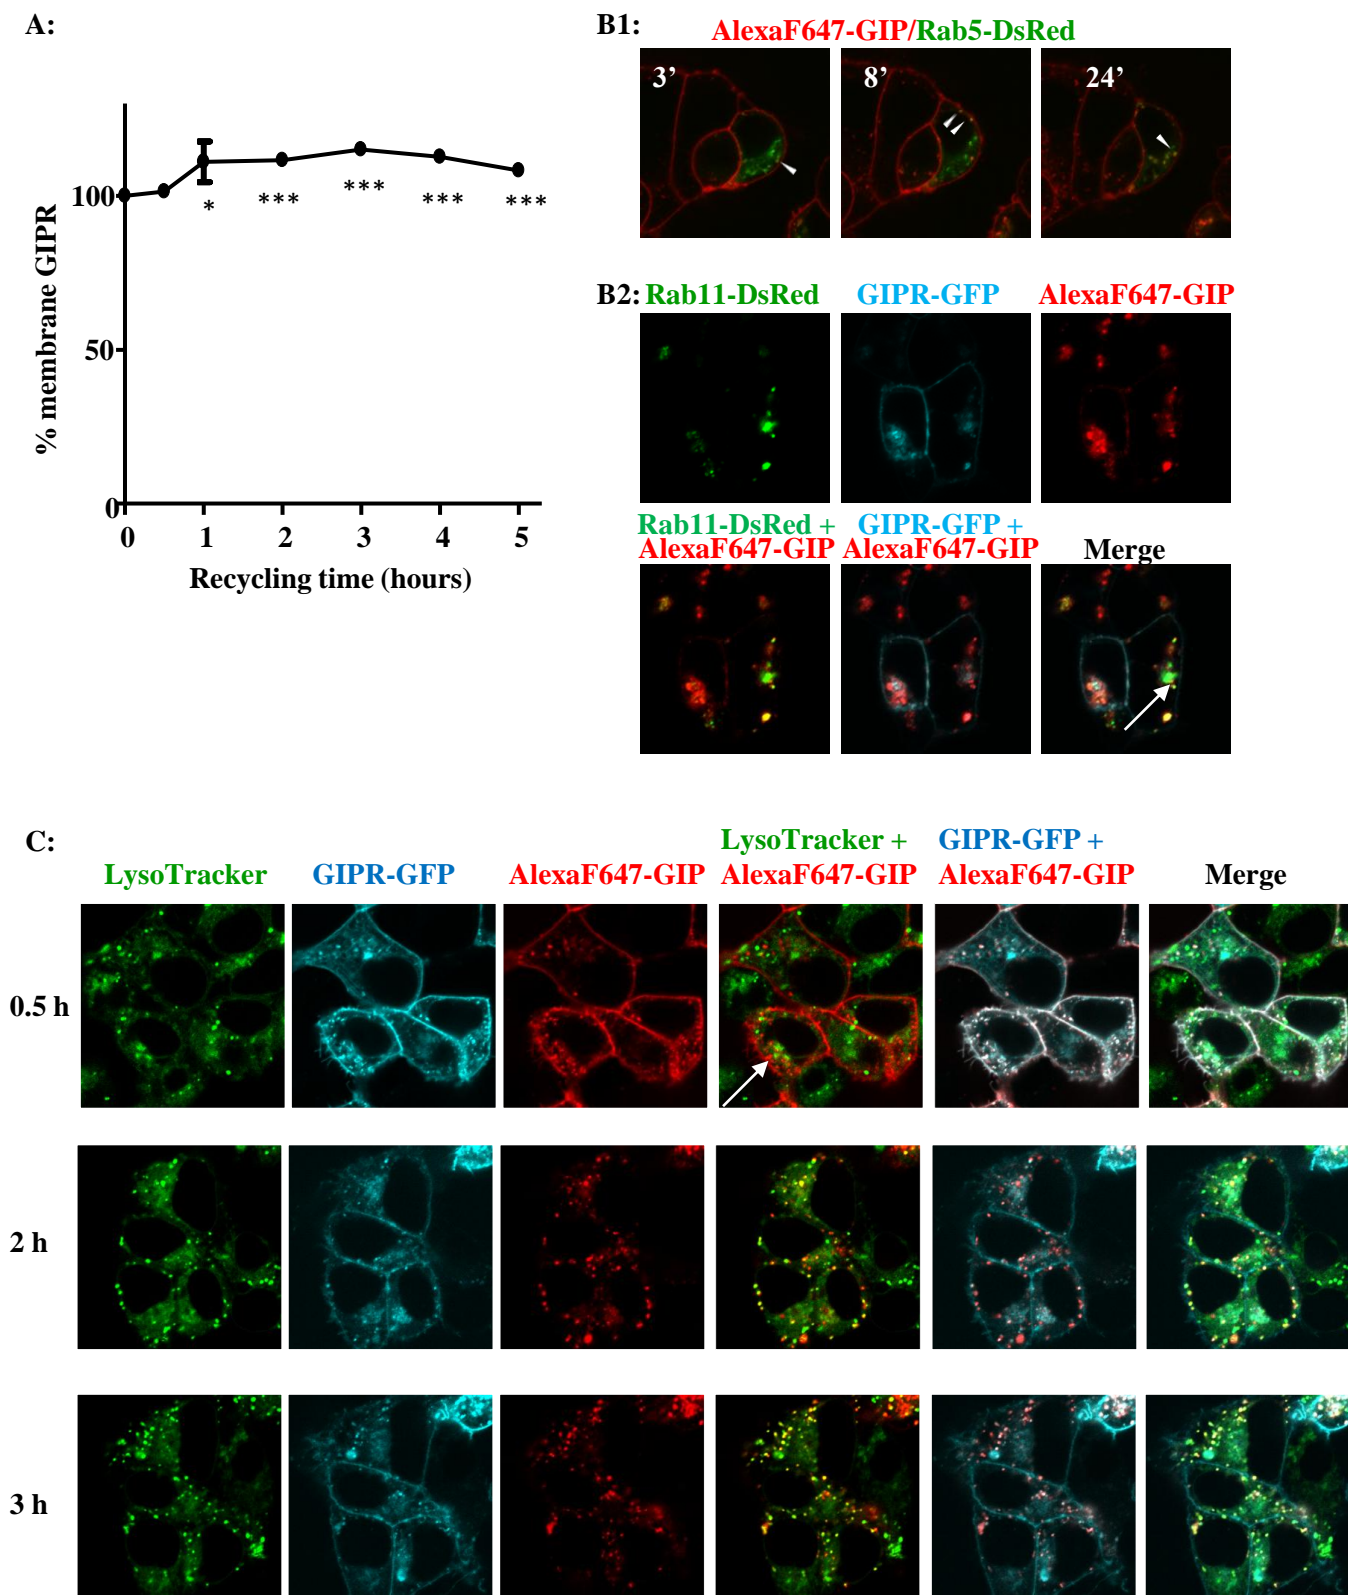 A:
% membrane GIPR
100
50
0
* *** *** *** ***
0 1 2 3 4 5
Recycling time (hours)
B1:
AlexaF647-GIP/Rab5-DsRed
3’ 8’ 24’
B2: Rab11-DsRed GIPR-GFP AlexaF647-GIP
Rab11-DsRed + GIPR-GFP +
AlexaF647-GIP AlexaF647-GIP Merge
C:
LysoTracker + GIPR-GFP +
LysoTracker GIPR-GFP AlexaF647-GIP AlexaF647-GIP AlexaF647-GIP Merge
0.5 h
2 h
3 h